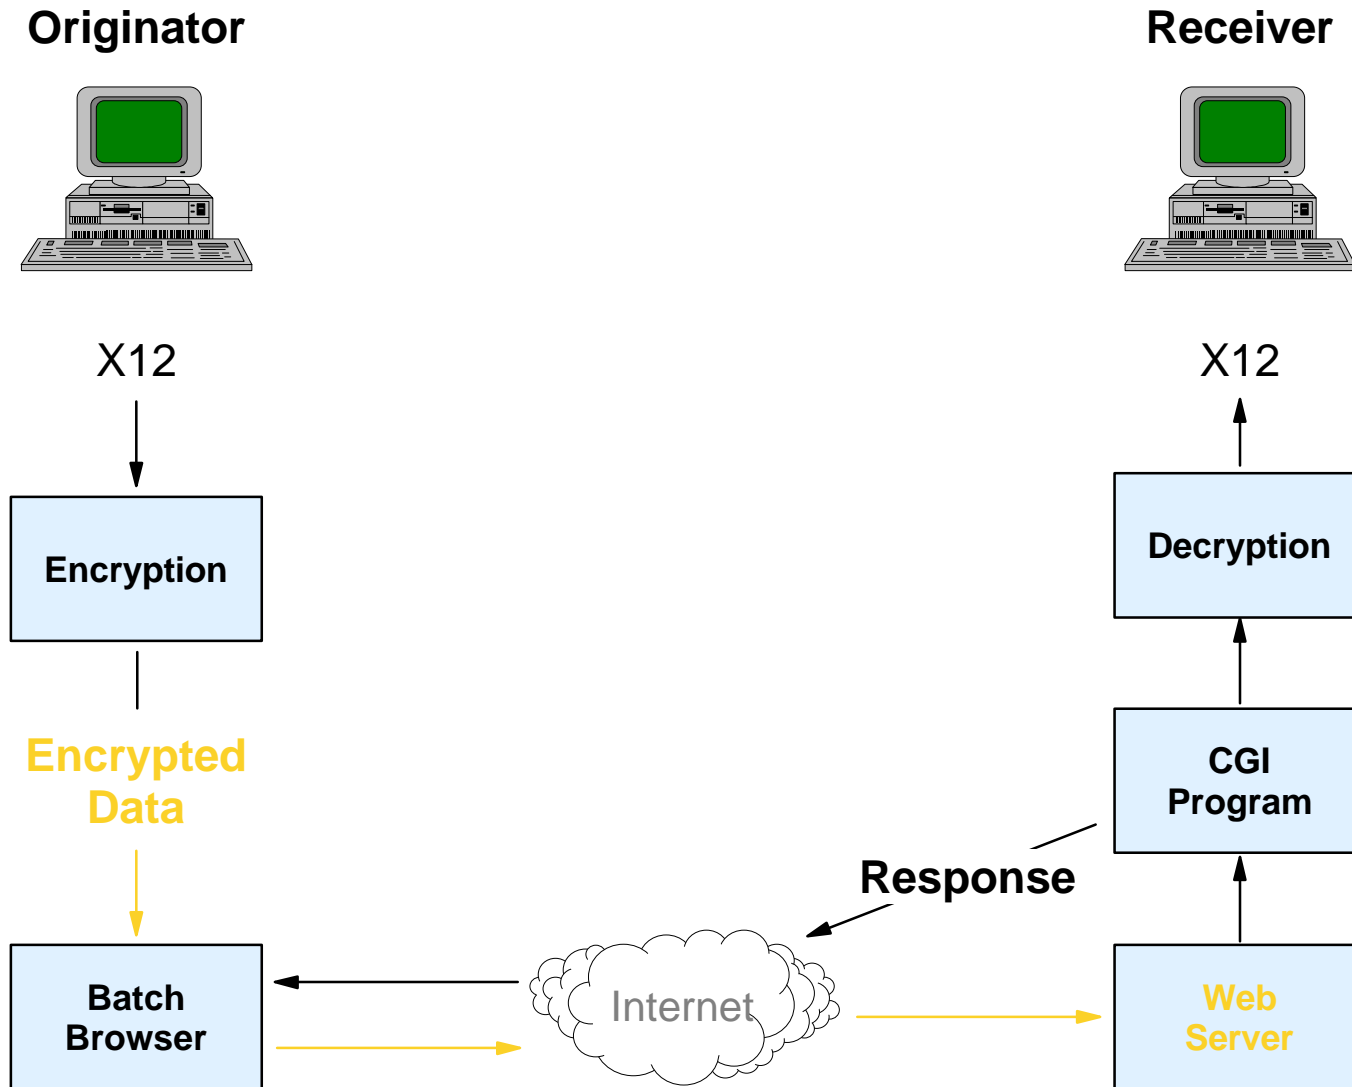 Originator
Receiver
X12
X12
Encryption
Decryption
Encrypted
Data
CGI
Program
Response
Batch
Browser
Internet
Web
Server